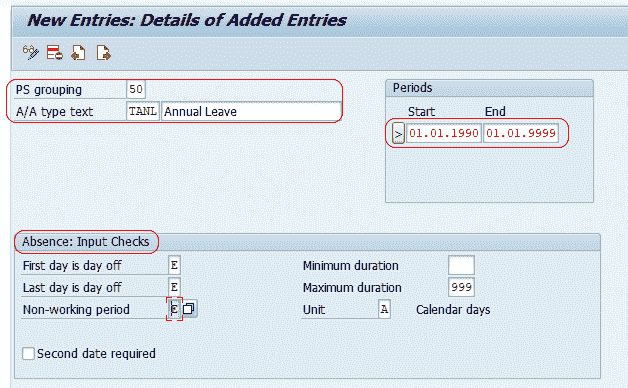 New Entries: Details of Added Entries
PS grouping 50
A/A type text TANL Annual Leave
Periods
Start End
> 01.01.1990 01.01.9999
Absence: Input Checks
First day is day off E Minimum duration
Last day is day off E Maximum duration 999
Non-working period E Unit A Calendar days
Second date required